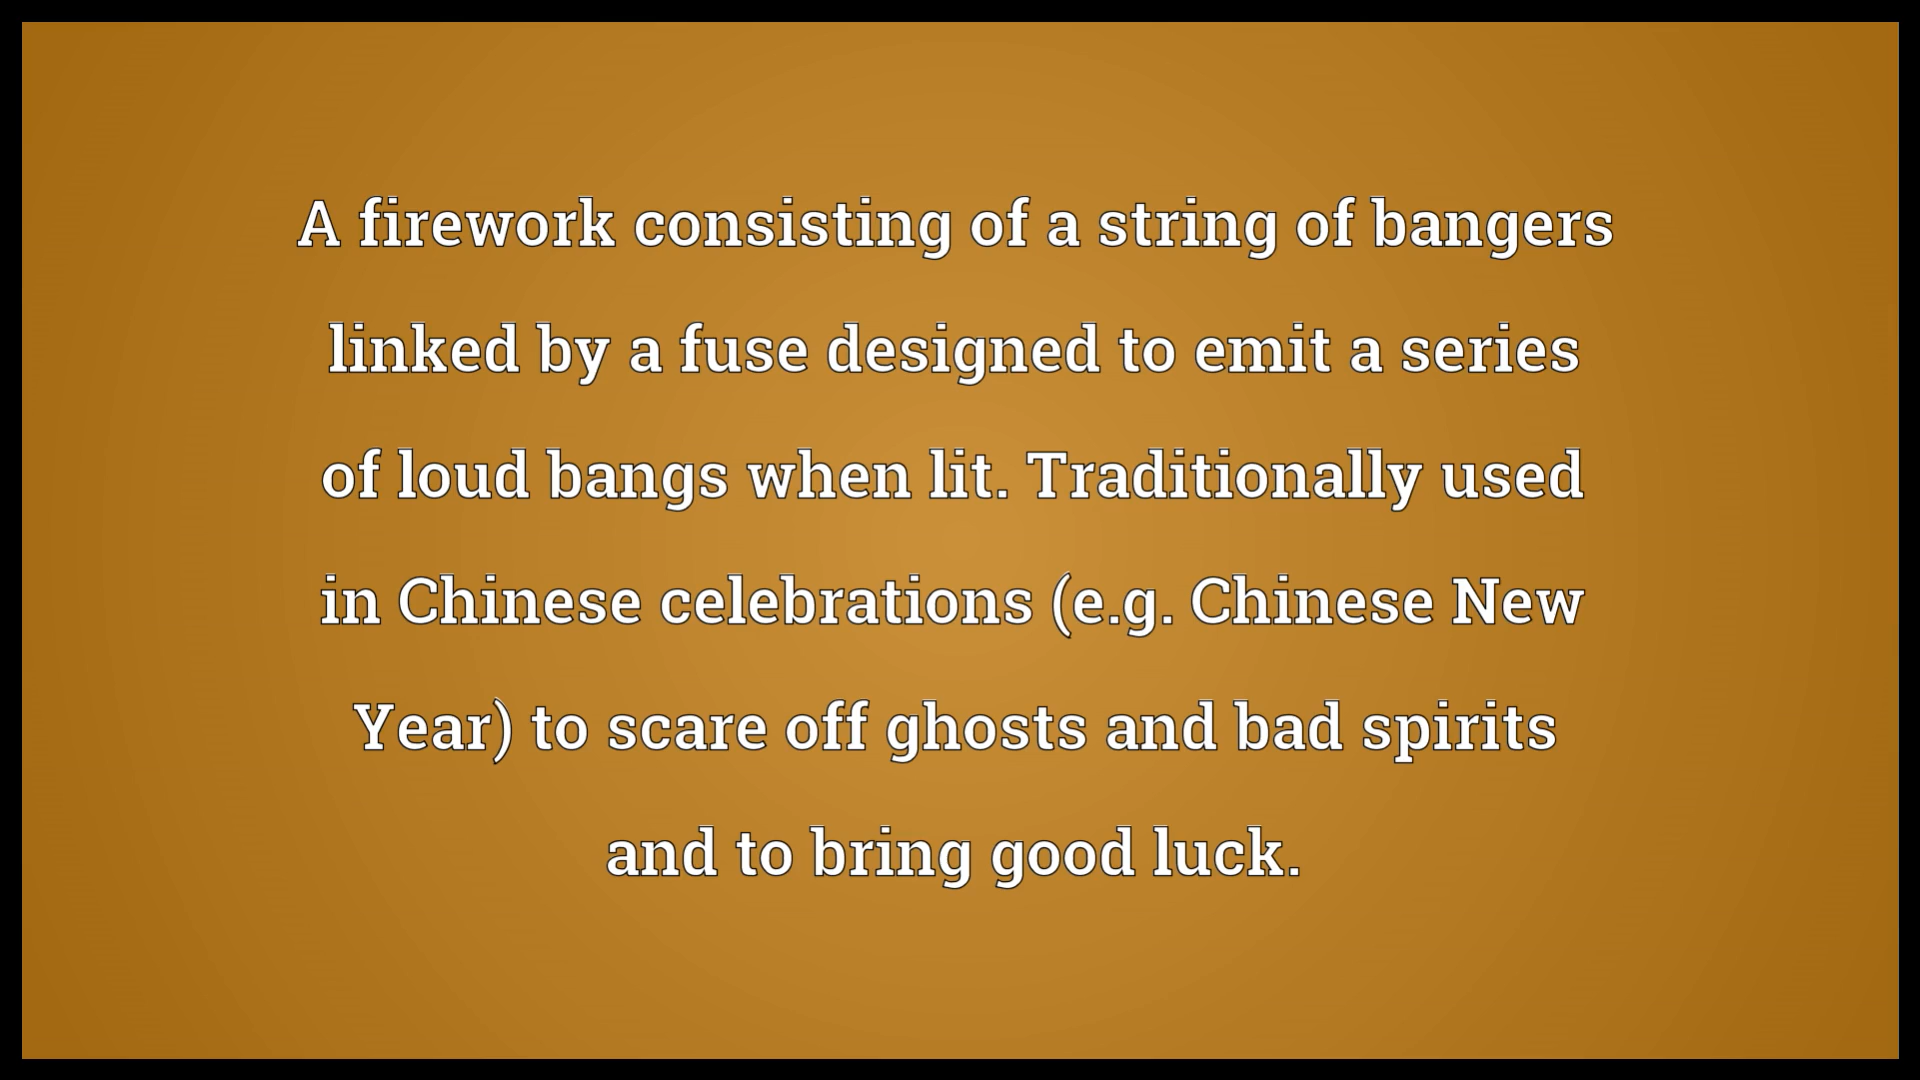 A firework consisting of a string of bangers
linked by a fuse designed to emit a series
of loud bangs when lit. Traditionally used
in Chinese celebrations (e.g. Chinese New
Year) to scare off ghosts and bad spirits
and to bring good luck.